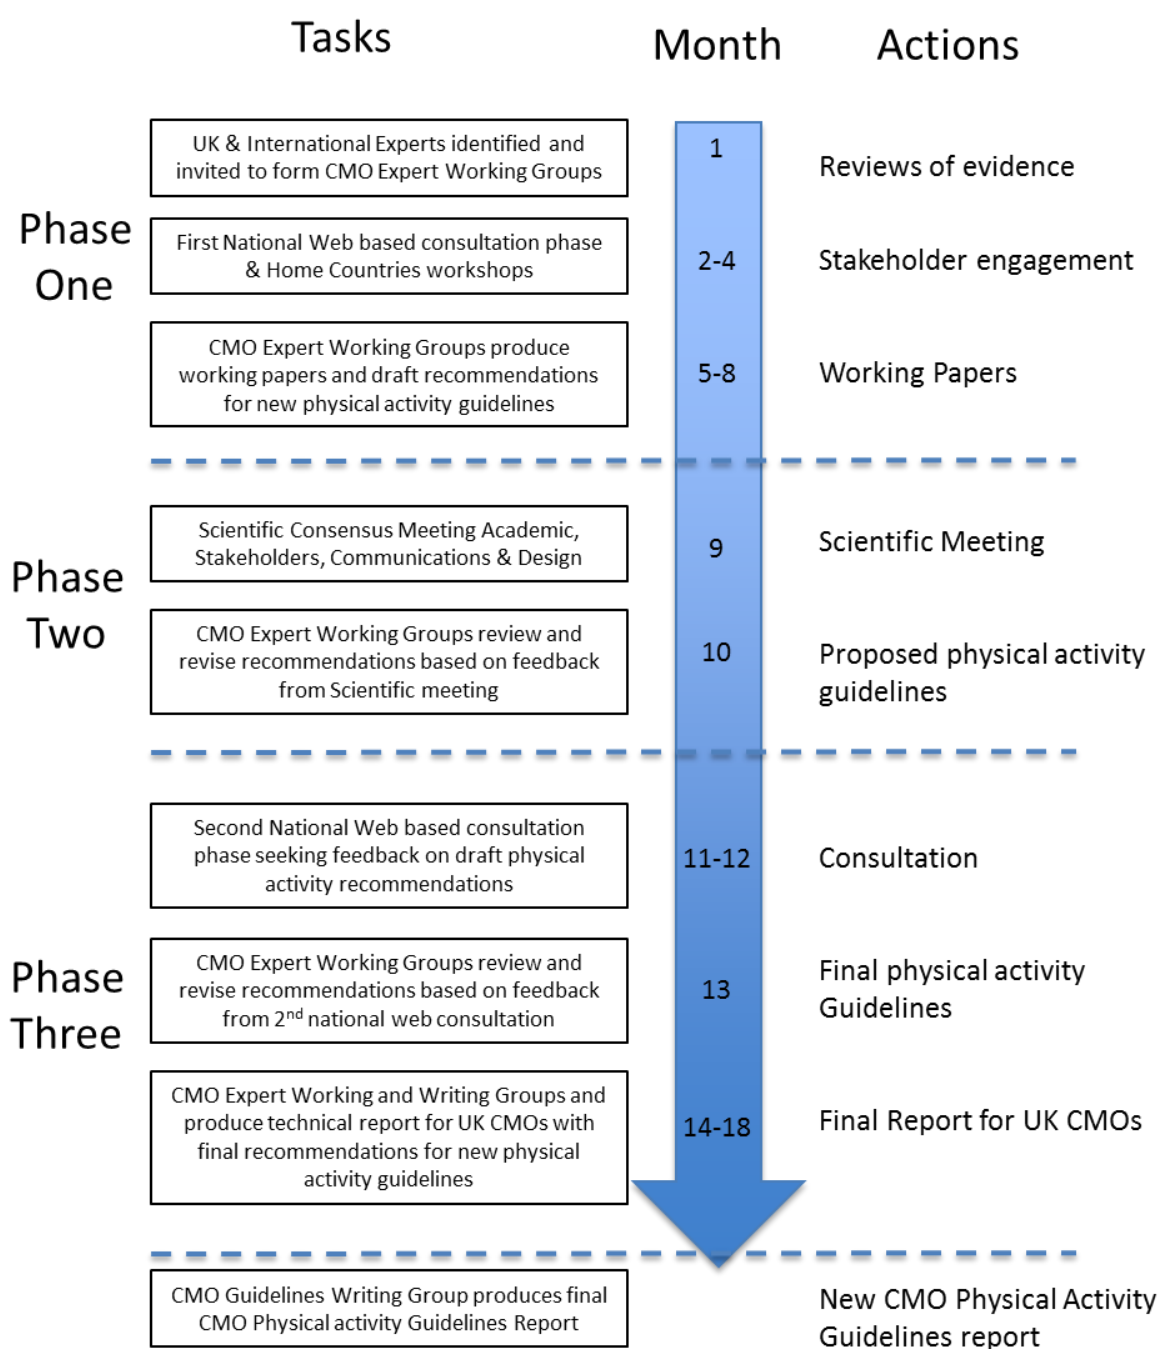 Tasks
Month
Actions
Phase
One
UK & International Experts identified and
invited to form CMO Expert Working Groups
1
Reviews of evidence
First National Web based consultation phase
& Home Countries workshops
2-4
Stakeholder engagement
CMO Expert Working Groups produce
working papers and draft recommendations
for new physical activity guidelines
5-8
Working Papers
Phase
Two
Scientific Consensus Meeting Academic,
Stakeholders, Communications & Design
9
Scientific Meeting
CMO Expert Working Groups review and
revise recommendations based on feedback
from Scientific meeting
10
Proposed physical activity
guidelines
Phase
Three
Second National Web based consultation
phase seeking feedback on draft physical
activity recommendations
11-12
Consultation
CMO Expert Working Groups review and
revise recommendations based on feedback
from 2nd national web consultation
13
Final physical activity
Guidelines
CMO Expert Working and Writing Groups and
produce technical report for UK CMOs with
final recommendations for new physical
activity guidelines
14-18
Final Report for UK CMOs
CMO Guidelines Writing Group produces final
CMO Physical activity Guidelines Report
New CMO Physical Activity
Guidelines report